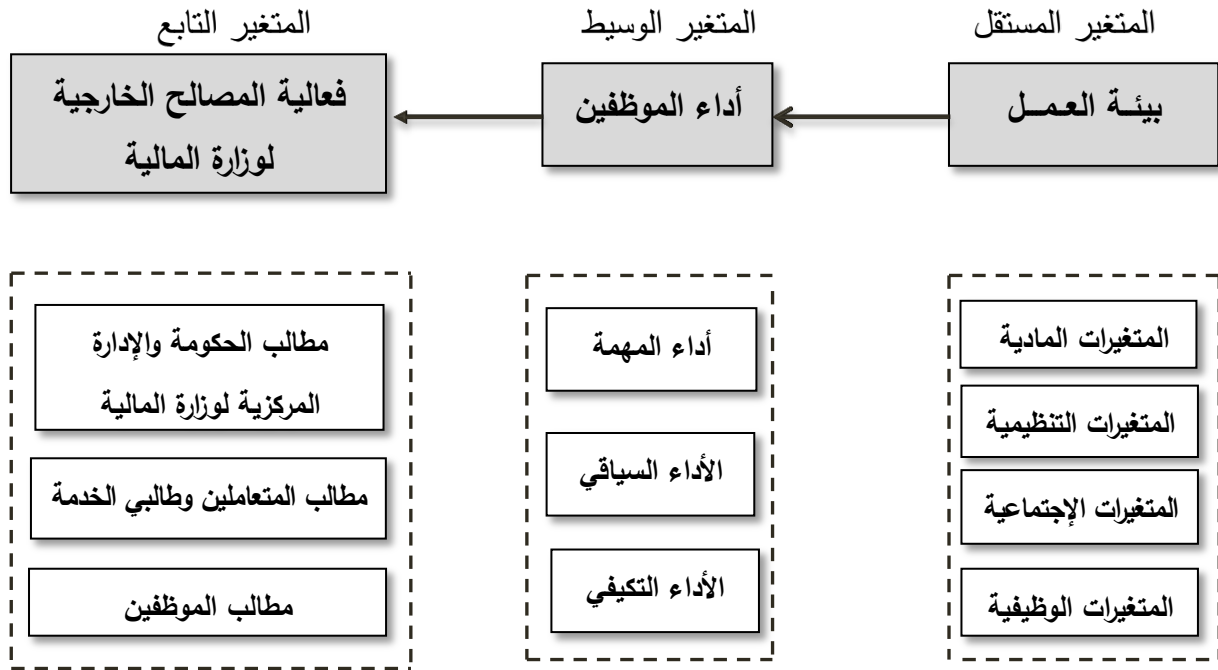 المتغير المستقل
المتغير الوسيط
المتغير التابع
بيئــة العـمــل
أداء الموظفين
فعالية المصالح الخارجية
لوزارة المالية
المتغيرات المادية
المتغيرات التنظيمية
المتغيرات الإجتماعية
المتغيرات الوظيفية
أداء المهمة
الأداء السياقي
الأداء التكيفي
مطالب الحكومة والإدارة
المركزية لوزارة المالية
مطالب المتعاملين وطالبي الخدمة
مطالب الموظفين